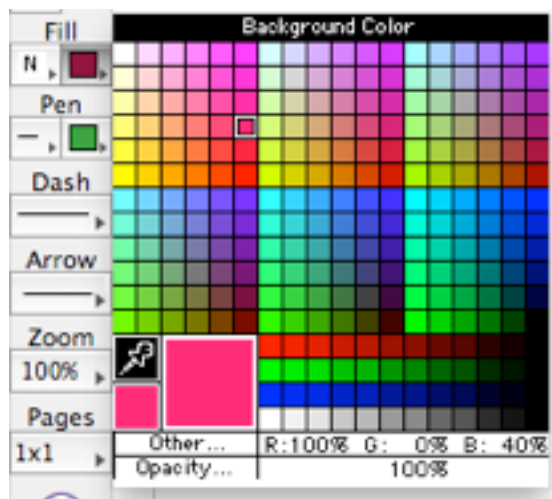 Fill
N
Pen
Dash
Arrow
Zoom
100%
Pages
1x1
Background Color
Other...
R:100% G: 0% B: 40%
Opacity...
100%